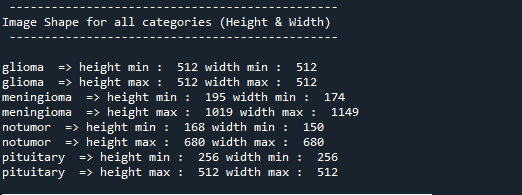 -----------------------------------------------
Image Shape for all categories (Height & Width)
-----------------------------------------------
glioma  => height min :  512 width min :  512
glioma  => height max :  512 width max :  512
meningioma  => height min :  195 width min :  174
meningioma  => height max :  1019 width max :  1149
notumor  => height min :  168 width min :  150
notumor  => height max :  680 width max :  680
pituitary  => height min :  256 width min :  256
pituitary  => height max :  512 width max :  512